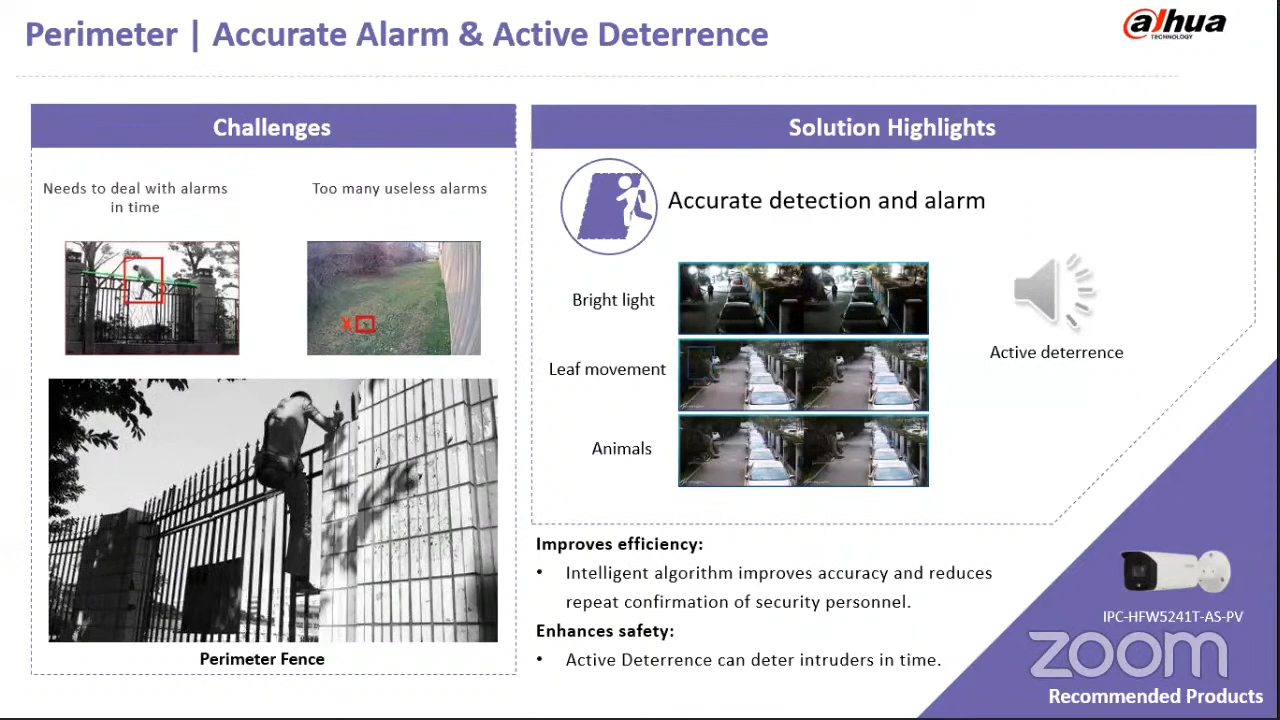 Perimeter | Accurate Alarm & Active Deterrence
alhua
TECHNOLOGY
Challenges
Needs to deal with alarms
in time
Too many useless alarms
X
Perimeter Fence
Solution Highlights
Accurate detection and alarm
Bright light
Leaf movement
Animals
Active deterrence
Improves efficiency:
• Intelligent algorithm improves accuracy and reduces
repeat confirmation of security personnel.
Enhances safety:
• Active Deterrence can deter intruders in time.
IPC-HFW5241T-AS-PV
zoom
Recommended Products